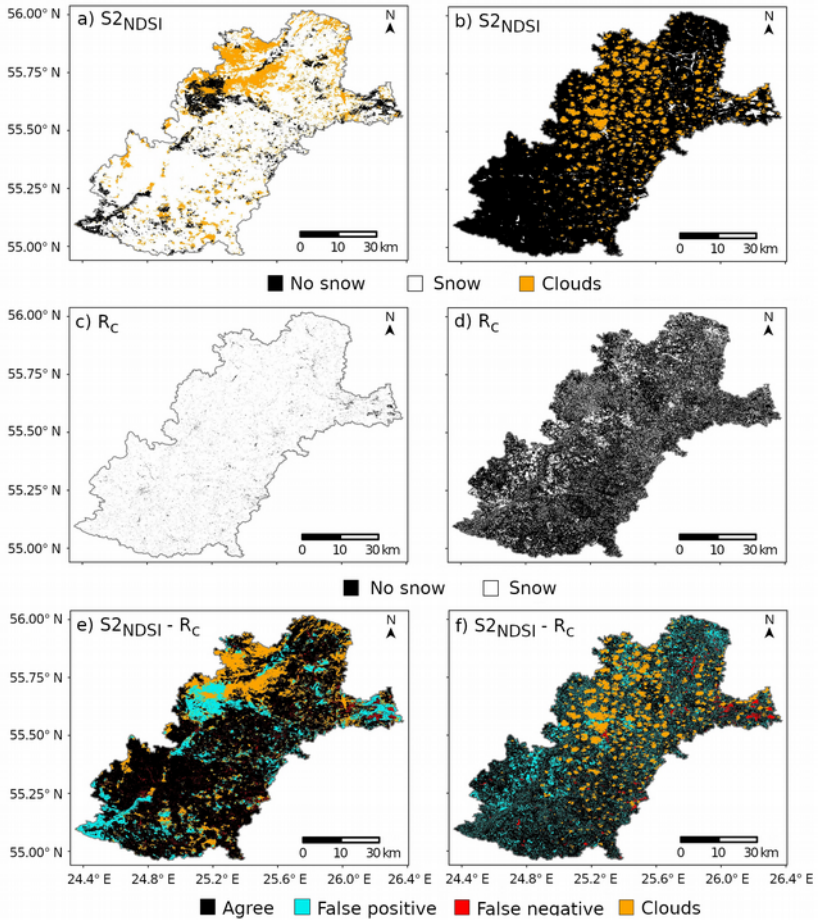 a) S2NDSI
N
56.00° N
55.75° N
55.50° N
55.25° N
55.00° N
0 10 30 km
b) S2NDSI
N
0 10 30 km
No snow Snow Clouds
c) RC
N
56.00° N
55.75° N
55.50° N
55.25° N
55.00° N
0 10 30 km
d) RC
N
0 10 30 km
No snow Snow
e) S2NDSI - RC
N
56.00° N
55.75° N
55.50° N
55.25° N
55.00° N
0 10 30 km
24.4° E 24.8° E 25.2° E 25.6° E 26.0° E 26.4° E
f) S2NDSI - RC
N
0 10 30 km
24.4° E 24.8° E 25.2° E 25.6° E 26.0° E 26.4° E
Agree False positive False negative Clouds